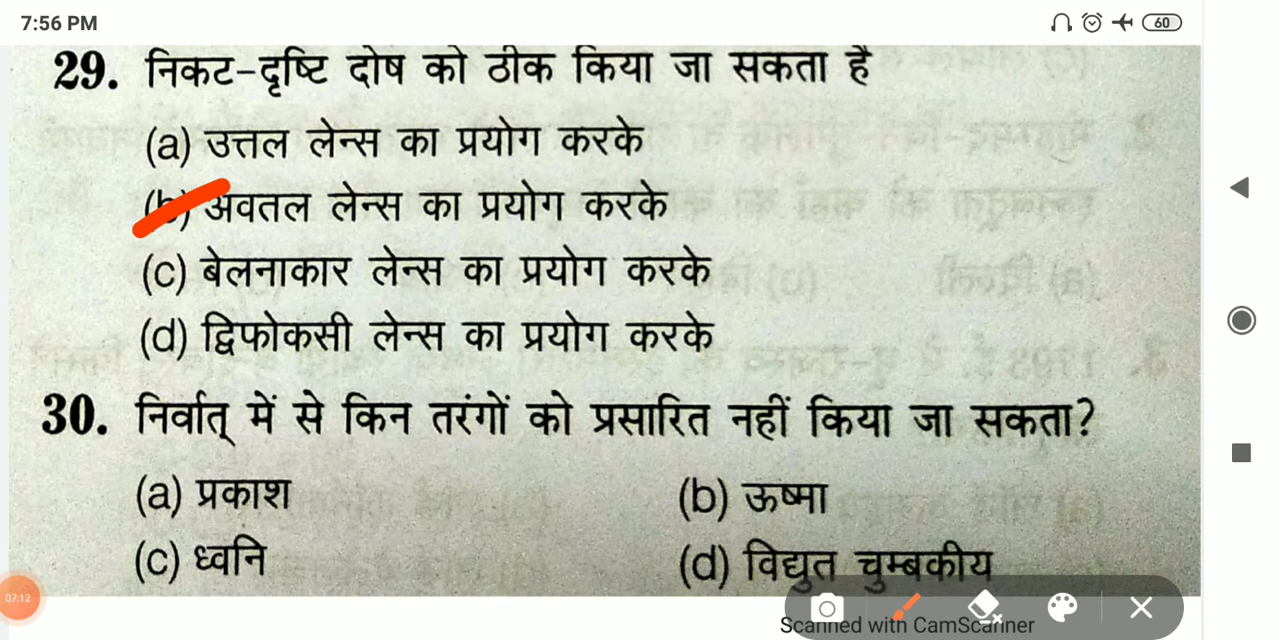 7:56 PM
60
29. निकट-दृष्टि दोष को ठीक किया जा सकता है
(a) उत्तल लेन्स का प्रयोग करके
(b) अवतल लेन्स का प्रयोग करके
(c) बेलनाकार लेन्स का प्रयोग करके
(d) द्विफोकसी लेन्स का प्रयोग करके
30. निर्वात् में से किन तरंगों को प्रसारित नहीं किया जा सकता?
(a) प्रकाश (b) ऊष्मा
(c) ध्वनि (d) विद्युत चुम्बकीय
07:12
Scanned with CamScanner